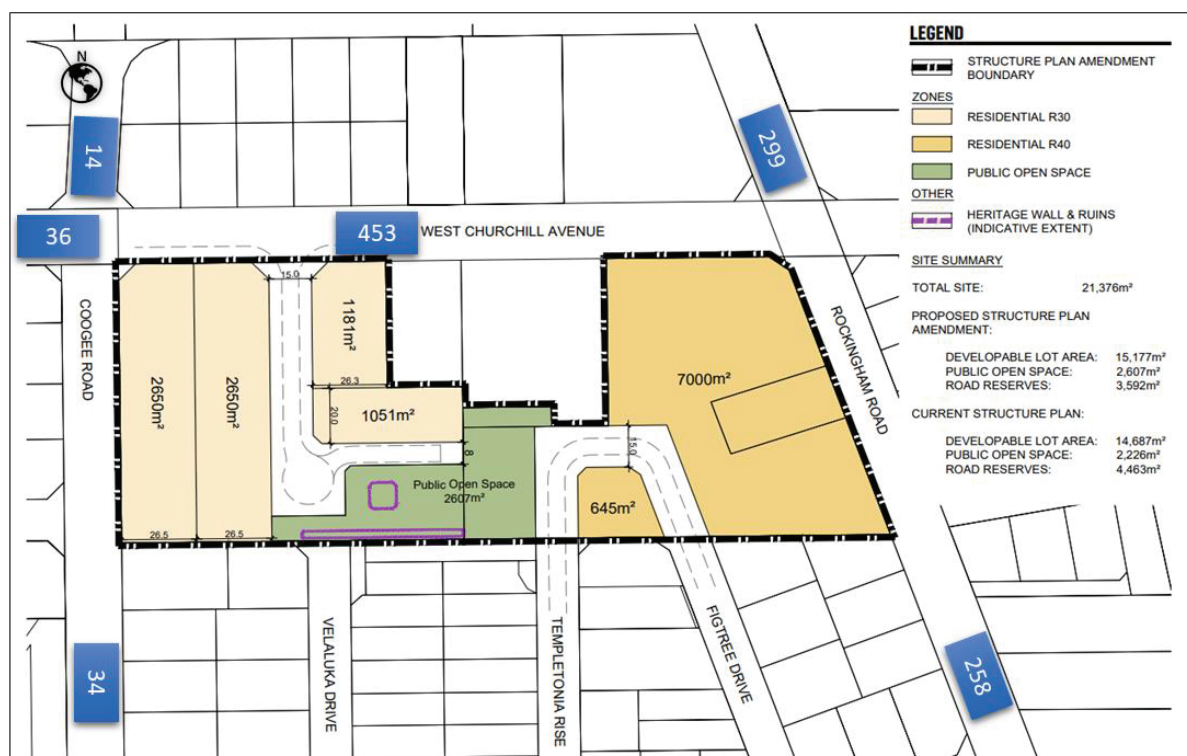 N
14
36
453
WEST CHURCHILL AVENUE
299
COOGEE ROAD
15.0
1181m²
26.3
2650m²
2650m²
20.0
1051m²
8
7000m²
15.0
ROCKINGHAM ROAD
Public Open Space
2607m²
645m²
26.5
26.5
34
VELALUKA DRIVE
TEMPLETONIA RISE
FIGTREE DRIVE
258
LEGEND
STRUCTURE PLAN AMENDMENT
BOUNDARY
ZONES
RESIDENTIAL R30
RESIDENTIAL R40
PUBLIC OPEN SPACE
OTHER
HERITAGE WALL & RUINS
(INDICATIVE EXTENT)
SITE SUMMARY
TOTAL SITE: 21,376m²
PROPOSED STRUCTURE PLAN
AMENDMENT:
DEVELOPABLE LOT AREA: 15,177m²
PUBLIC OPEN SPACE: 2,607m²
ROAD RESERVES: 3,592m²
CURRENT STRUCTURE PLAN:
DEVELOPABLE LOT AREA: 14,687m²
PUBLIC OPEN SPACE: 2,226m²
ROAD RESERVES: 4,463m²